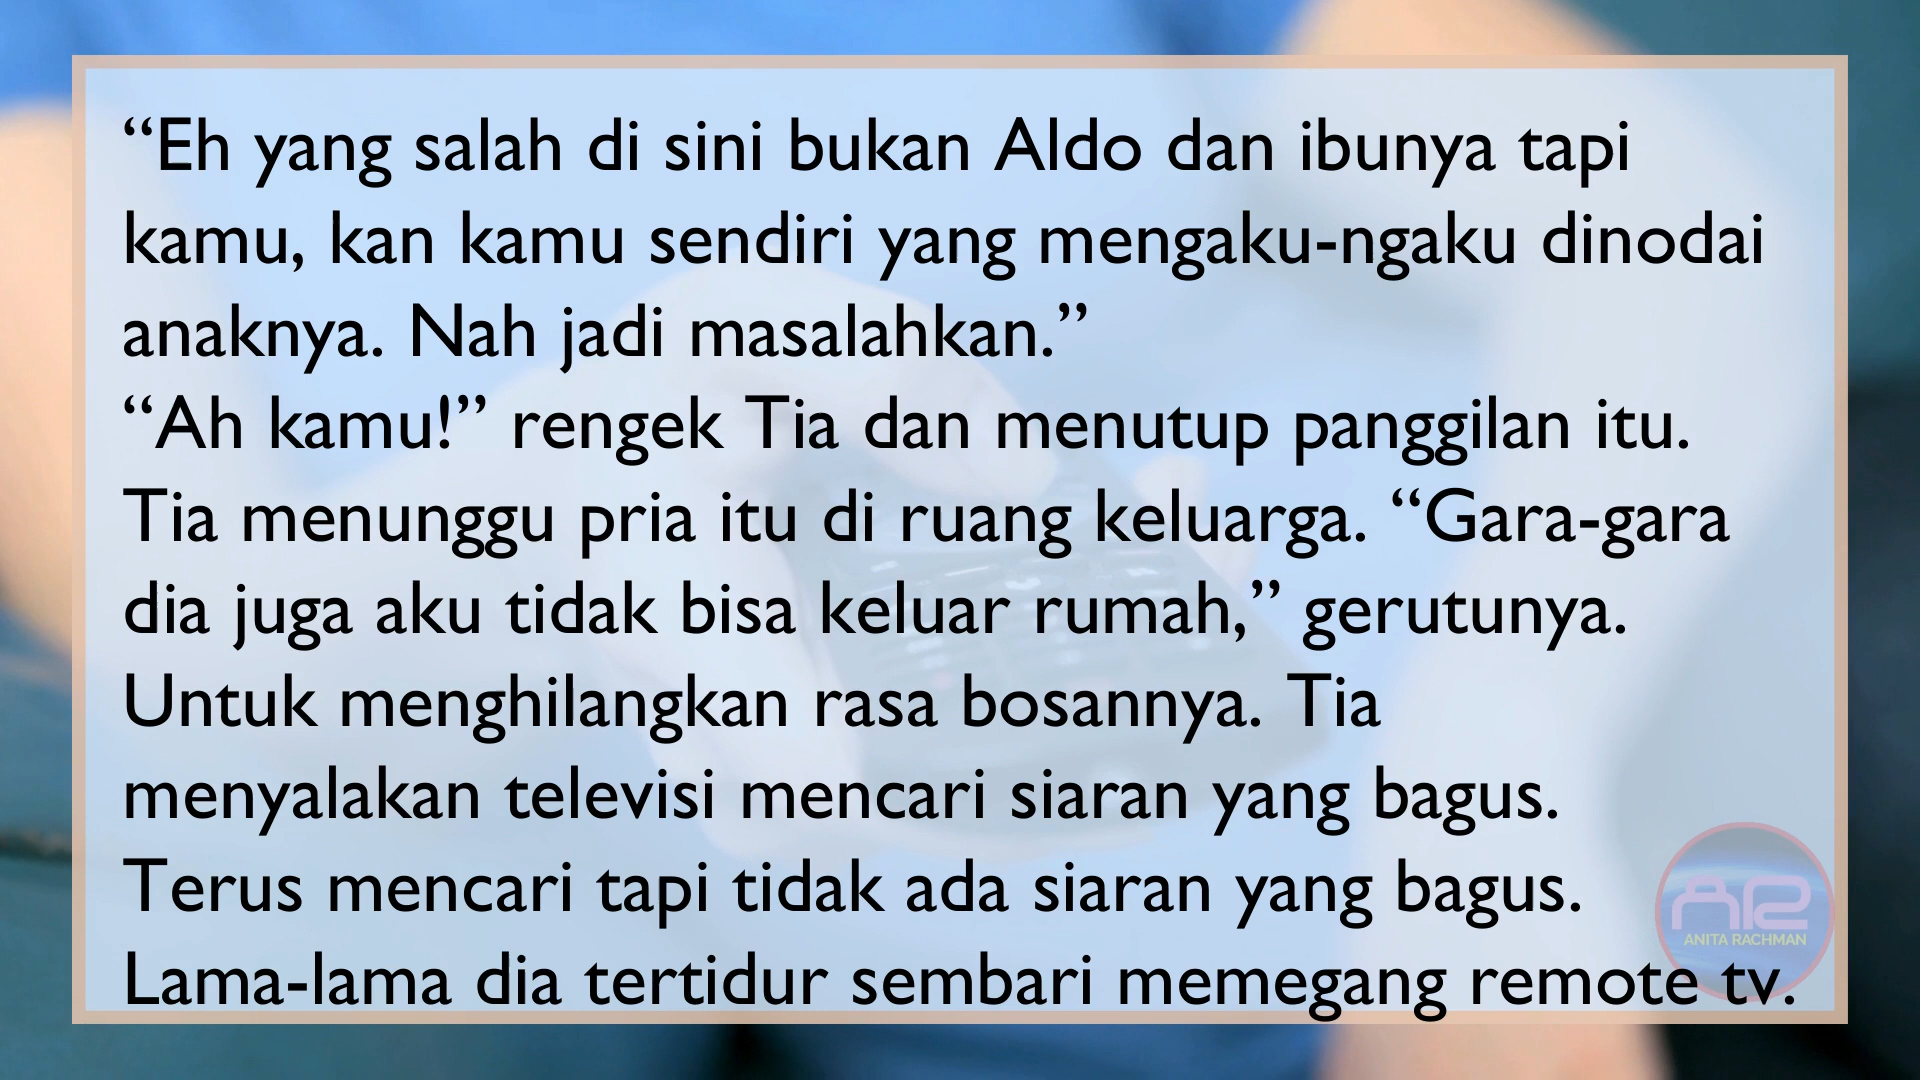 “Eh yang salah di sini bukan Aldo dan ibunya tapi
kamu, kan kamu sendiri yang mengaku-ngaku dinodai
anaknya. Nah jadi masalahkan.”
“Ah kamu!” rengek Tia dan menutup panggilan itu.
Tia menunggu pria itu di ruang keluarga. “Gara-gara
dia juga aku tidak bisa keluar rumah,” gerutunya.
Untuk menghilangkan rasa bosannya. Tia
menyalakan televisi mencari siaran yang bagus.
Terus mencari tapi tidak ada siaran yang bagus.
Lama-lama dia tertidur sembari memegang remote tv.
AR
ANITA RACHMAN